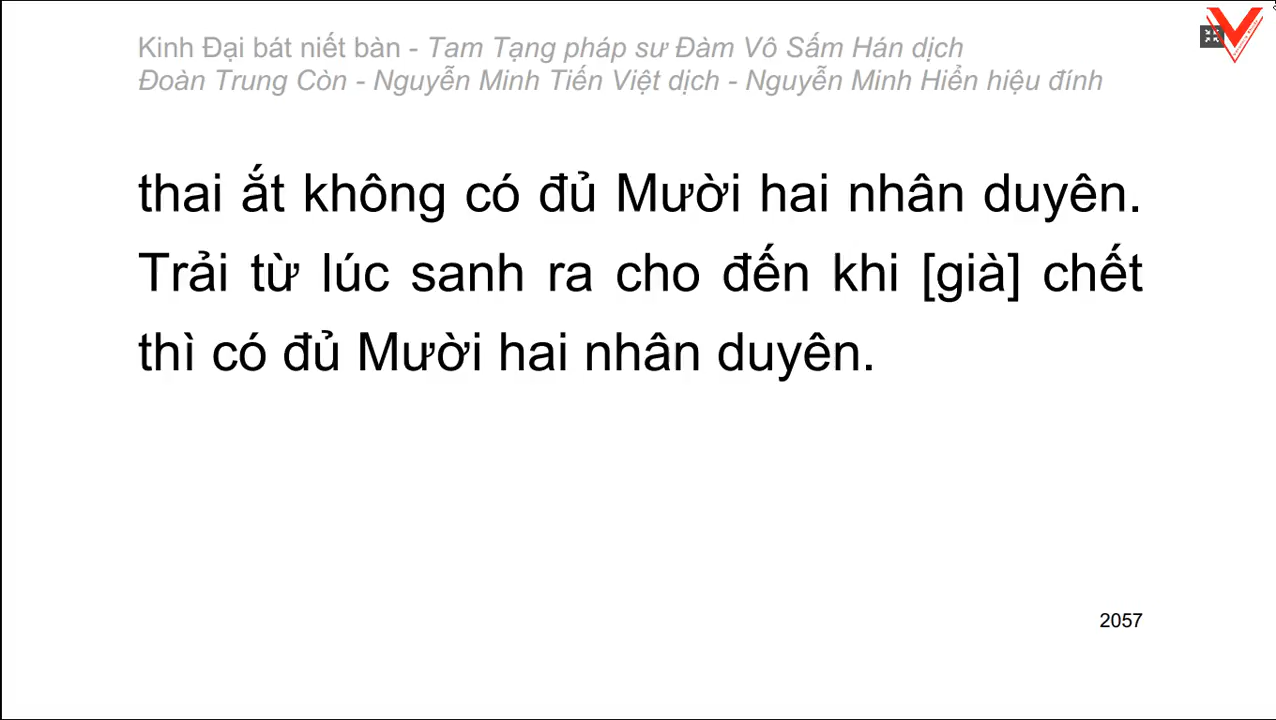 Kinh Đại bát niết bàn - Tam Tạng pháp sư Đàm Vô Sấm Hán dịch
Đoàn Trung Còn - Nguyễn Minh Tiến Việt dịch - Nguyễn Minh Hiển hiệu đính
thai ắt không có đủ Mười hai nhân duyên.
Trải từ lúc sanh ra cho đến khi [già] chết
thì có đủ Mười hai nhân duyên.
2057